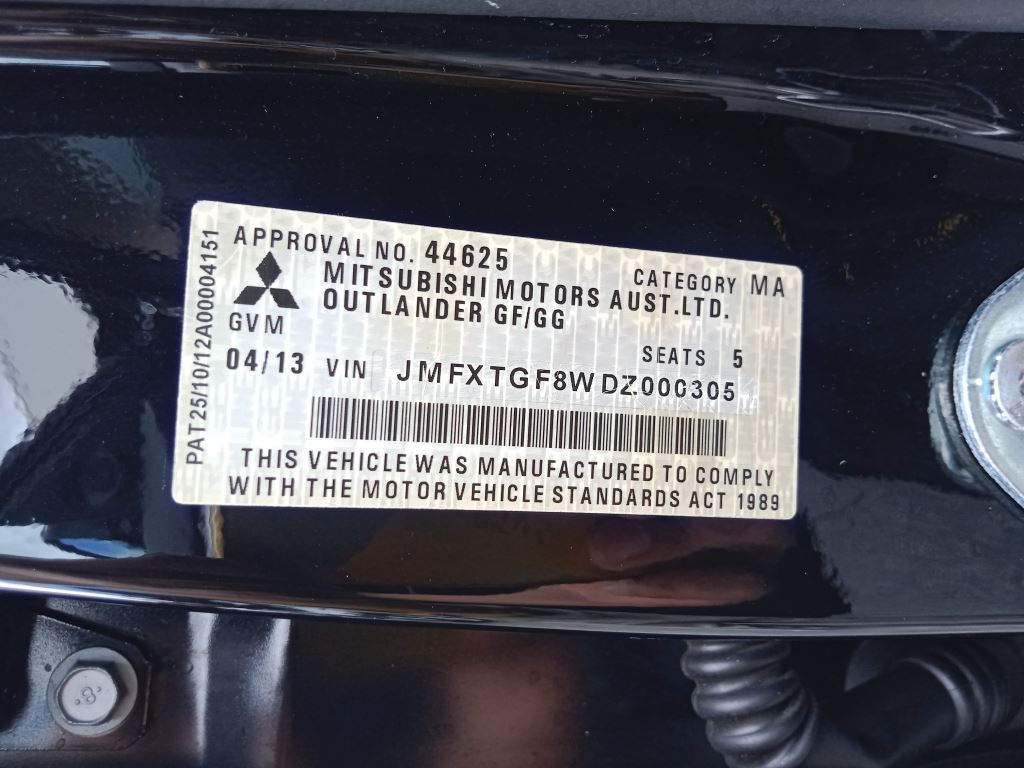 APPROVAL NO. 44625
CATEGORY MA
MITSUBISHI MOTORS AUST.LTD.
OUTLANDER GF/GG
GVM
SEATS 5
04/13 VIN JMFXTGF8WDZ000305
THIS VEHICLE WAS MANUFACTURED TO COMPLY
WITH THE MOTOR VEHICLE STANDARDS ACT 1989
PAT25/10/12A00004151
8